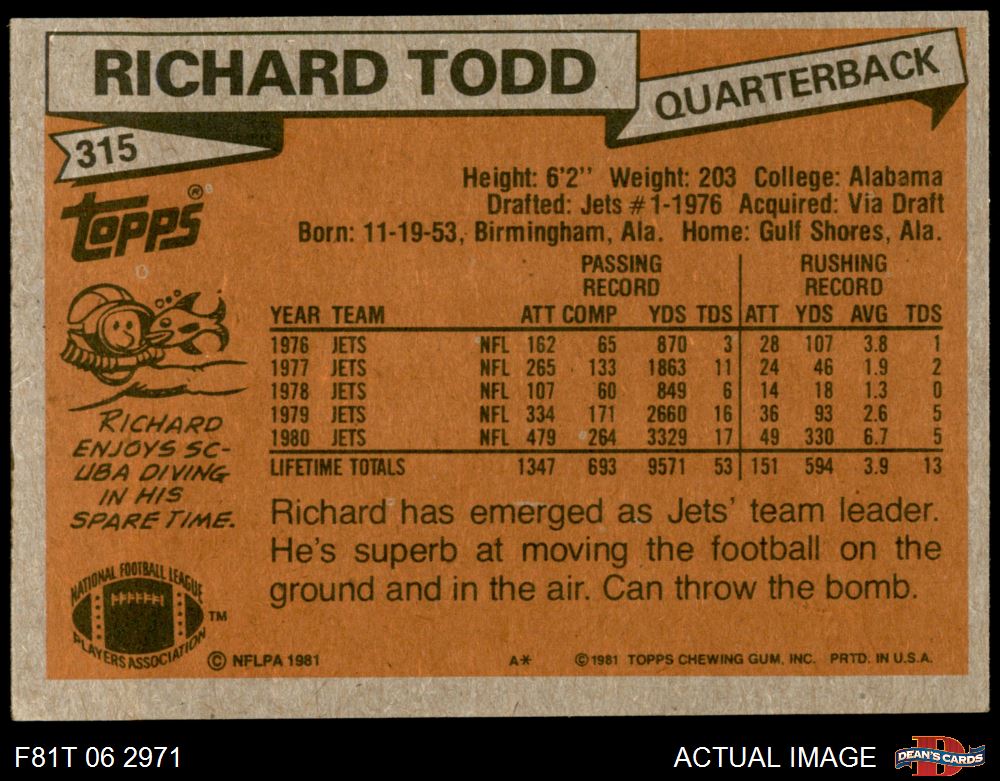 RICHARD TODD
QUARTERBACK
315
TOPPS®
Height: 6'2'' Weight: 203 College: Alabama
Drafted: Jets #1-1976 Acquired: Via Draft
Born: 11-19-53, Birmingham, Ala. Home: Gulf Shores, Ala.
PASSING RECORD RUSHING RECORD
YEAR TEAM ATT COMP YDS TDS ATT YDS AVG TDS
1976 JETS NFL 162 65 870 3 28 107 3.8 1
1977 JETS NFL 265 133 1863 11 24 46 1.9 2
1978 JETS NFL 107 60 849 6 14 18 1.3 0
1979 JETS NFL 334 171 2660 16 36 93 2.6 5
1980 JETS NFL 479 264 3329 17 49 330 6.7 5
LIFETIME TOTALS 1347 693 9571 53 151 594 3.9 13
RICHARD
ENJOYS SC-
UBA DIVING
IN HIS
SPARE TIME.
Richard has emerged as Jets' team leader.
He's superb at moving the football on the
ground and in the air. Can throw the bomb.
NATIONAL FOOTBALL LEAGUE
PLAYERS ASSOCIATION
TM
© NFLPA 1981
A*
© 1981 TOPPS CHEWING GUM, INC. PRTD. IN U.S.A.
F81T 06 2971
ACTUAL IMAGE
D
DEAN'S CARDS